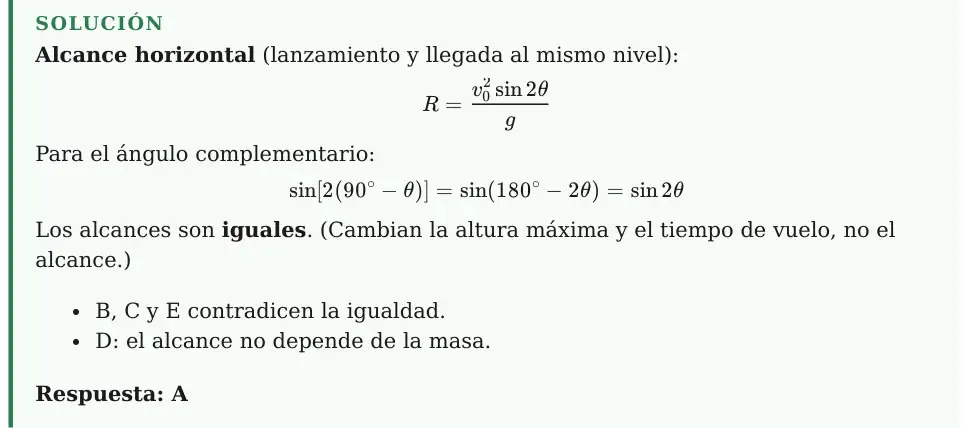 SOLUCIÓN
Alcance horizontal (lanzamiento y llegada al mismo nivel):
R = v₀² sin 2θ / g
Para el ángulo complementario:
sin[2(90° − θ)] = sin(180° − 2θ) = sin 2θ
Los alcances son iguales. (Cambian la altura máxima y el tiempo de vuelo, no el
alcance.)
• B, C y E contradicen la igualdad.
• D: el alcance no depende de la masa.
Respuesta: A